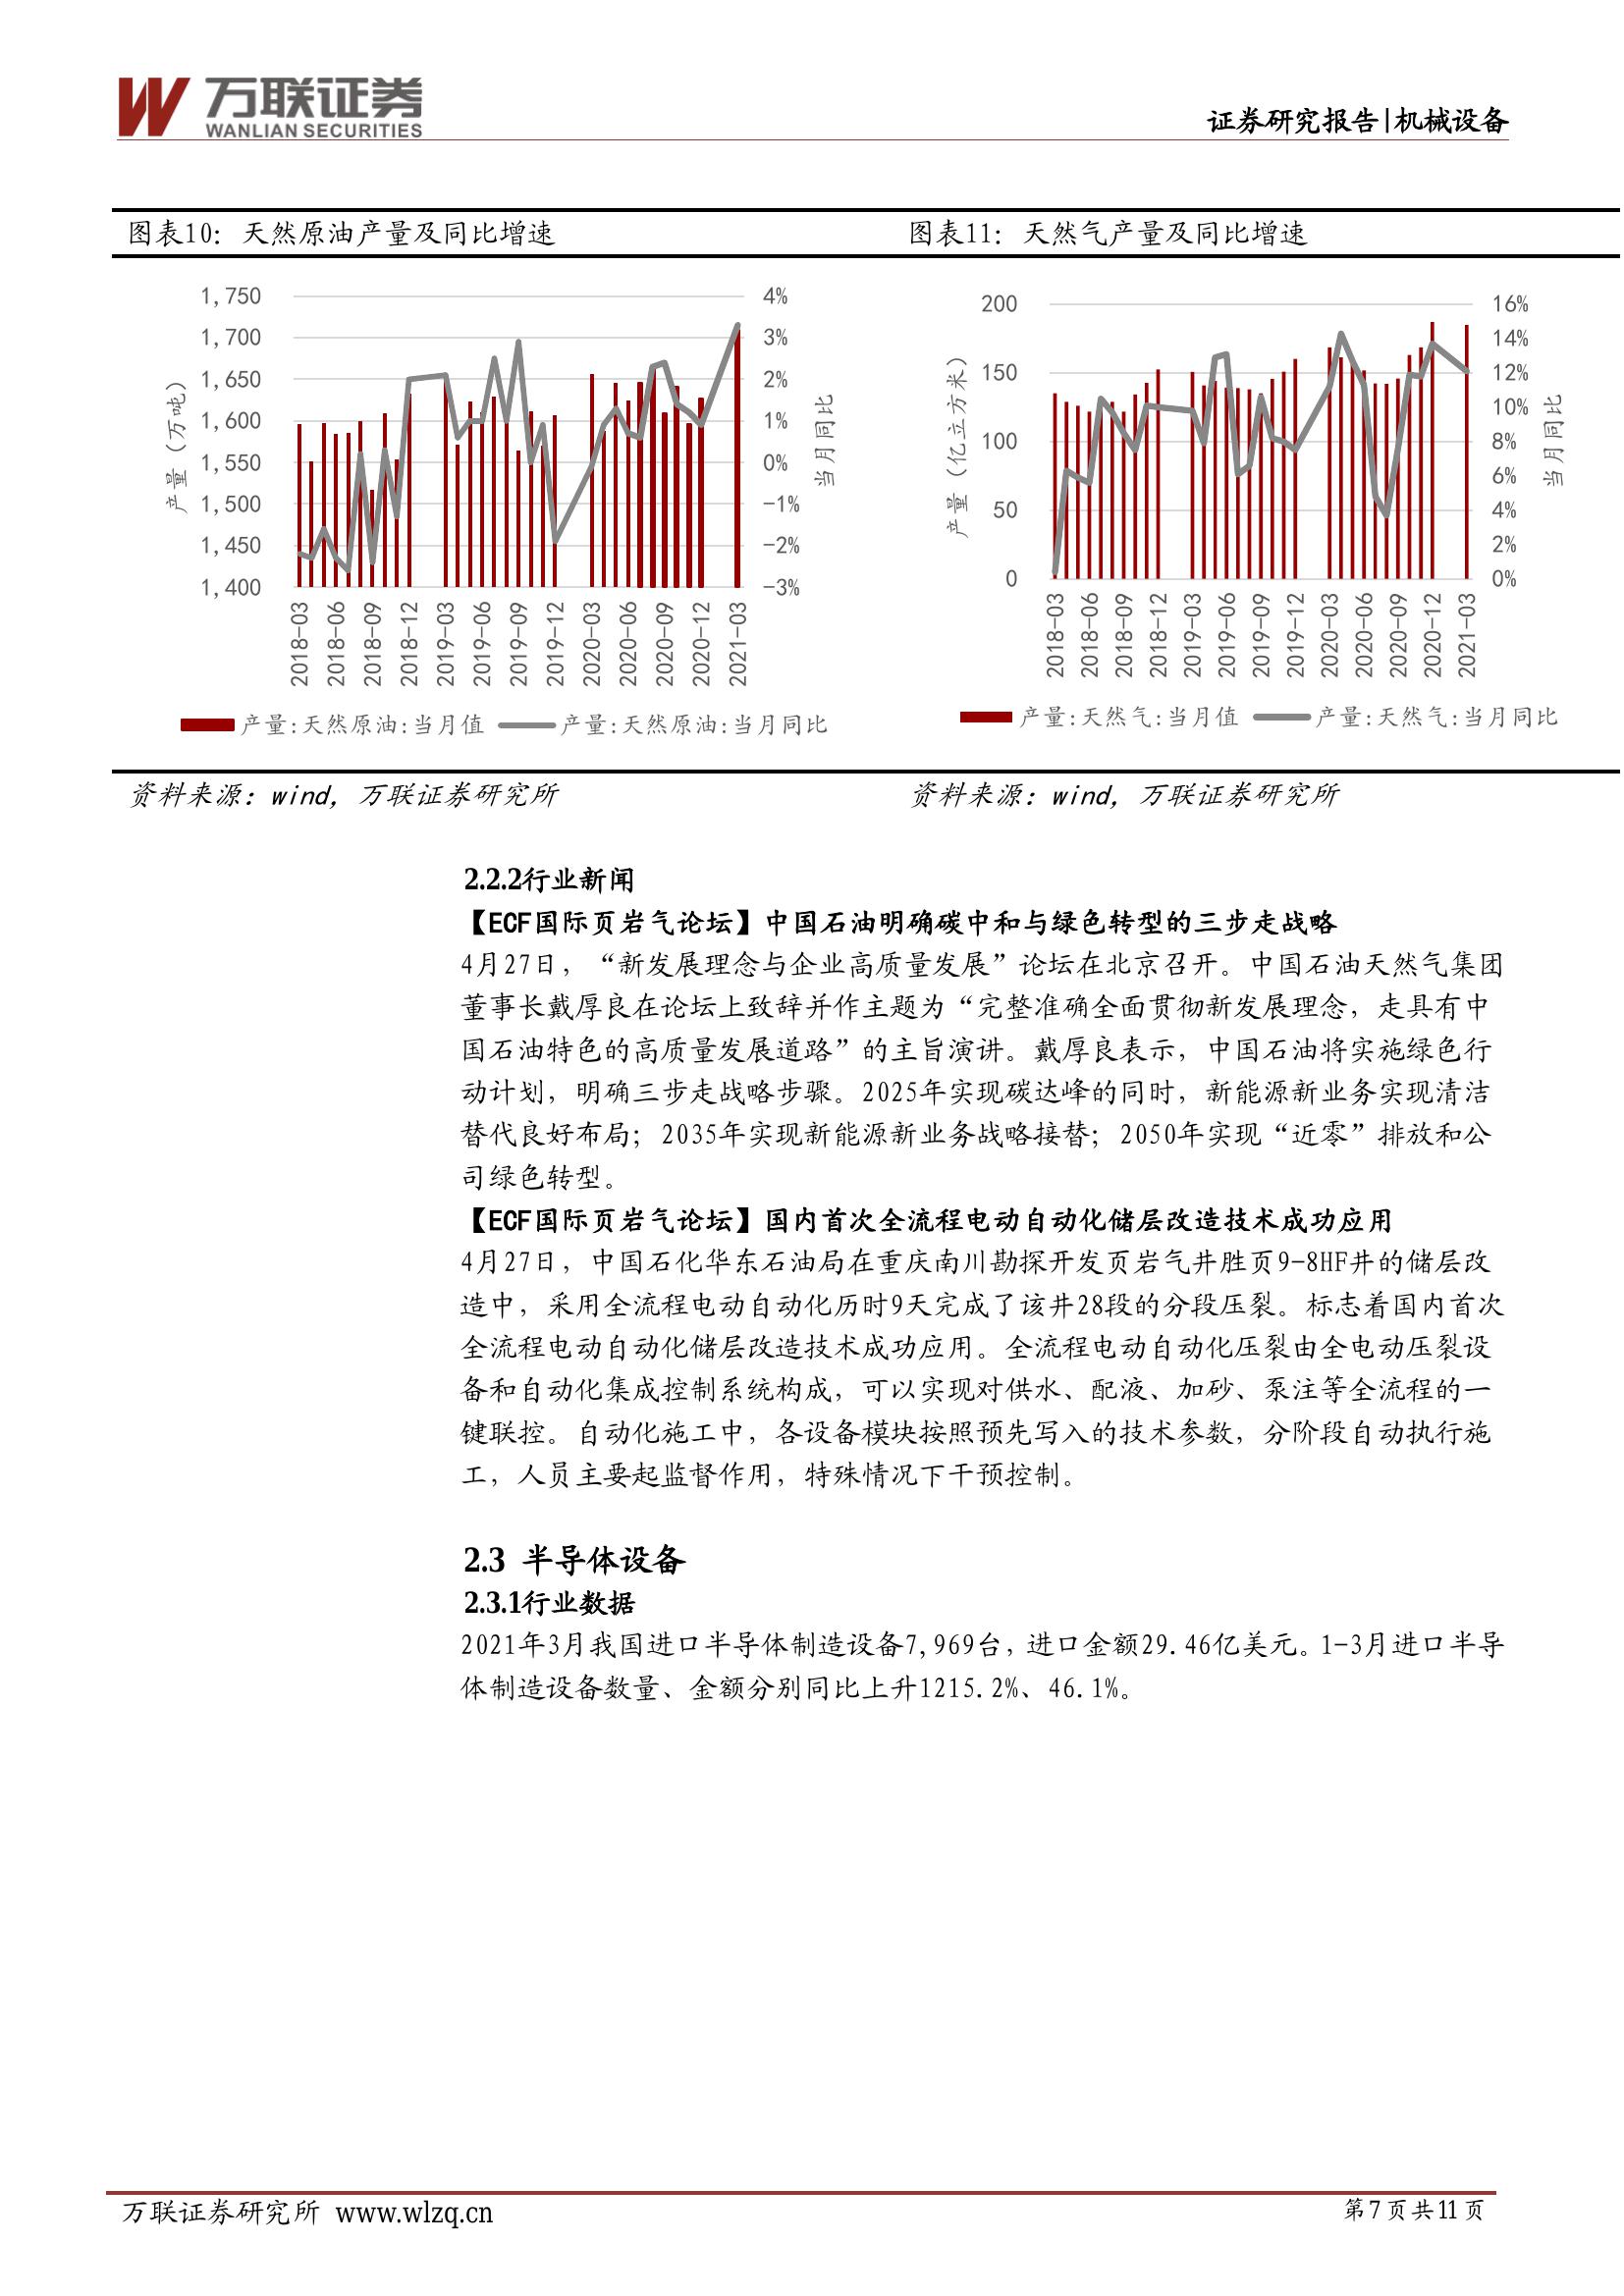 万联证券
WANLIAN SECURITIES
证券研究报告|机械设备
图表10：天然原油产量及同比增速
图表11：天然气产量及同比增速
1,750
1,700
1,650
1,600
1,550
1,500
1,450
1,400
产量（万吨）
4%
3%
2%
1%
0%
-1%
-2%
-3%
当月同比
2018-03
2018-06
2018-09
2018-12
2019-03
2019-06
2019-09
2019-12
2020-03
2020-06
2020-09
2020-12
2021-03
产量:天然原油:当月值
产量:天然原油:当月同比
200
150
100
50
0
产量（亿立方米）
16%
14%
12%
10%
8%
6%
4%
2%
0%
当月同比
2018-03
2018-06
2018-09
2018-12
2019-03
2019-06
2019-09
2019-12
2020-03
2020-06
2020-09
2020-12
2021-03
产量:天然气:当月值
产量:天然气:当月同比
资料来源：wind，万联证券研究所
资料来源：wind，万联证券研究所
2.2.2行业新闻
【ECF国际页岩气论坛】中国石油明确碳中和与绿色转型的三步走战略
4月27日，“新发展理念与企业高质量发展”论坛在北京召开。中国石油天然气集团
董事长戴厚良在论坛上致辞并作主题为“完整准确全面贯彻新发展理念，走具有中
国石油特色的高质量发展道路”的主旨演讲。戴厚良表示，中国石油将实施绿色行
动计划，明确三步走战略步骤。2025年实现碳达峰的同时，新能源新业务实现清洁
替代良好布局；2035年实现新能源新业务战略接替；2050年实现“近零”排放和公
司绿色转型。
【ECF国际页岩气论坛】国内首次全流程电动自动化储层改造技术成功应用
4月27日，中国石化华东石油局在重庆南川勘探开发页岩气井胜页9-8HF井的储层改
造中，采用全流程电动自动化历时9天完成了该井28段的分段压裂。标志着国内首次
全流程电动自动化储层改造技术成功应用。全流程电动自动化压裂由全电动压裂设
备和自动化集成控制系统构成，可以实现对供水、配液、加砂、泵注等全流程的一
键联控。自动化施工中，各设备模块按照预先写入的技术参数，分阶段自动执行施
工，人员主要起监督作用，特殊情况下干预控制。
2.3 半导体设备
2.3.1行业数据
2021年3月我国进口半导体制造设备7,969台，进口金额29.46亿美元。1-3月进口半导
体制造设备数量、金额分别同比上升1215.2%、46.1%。
万联证券研究所 www.wlzq.cn
第 7 页 共 11 页